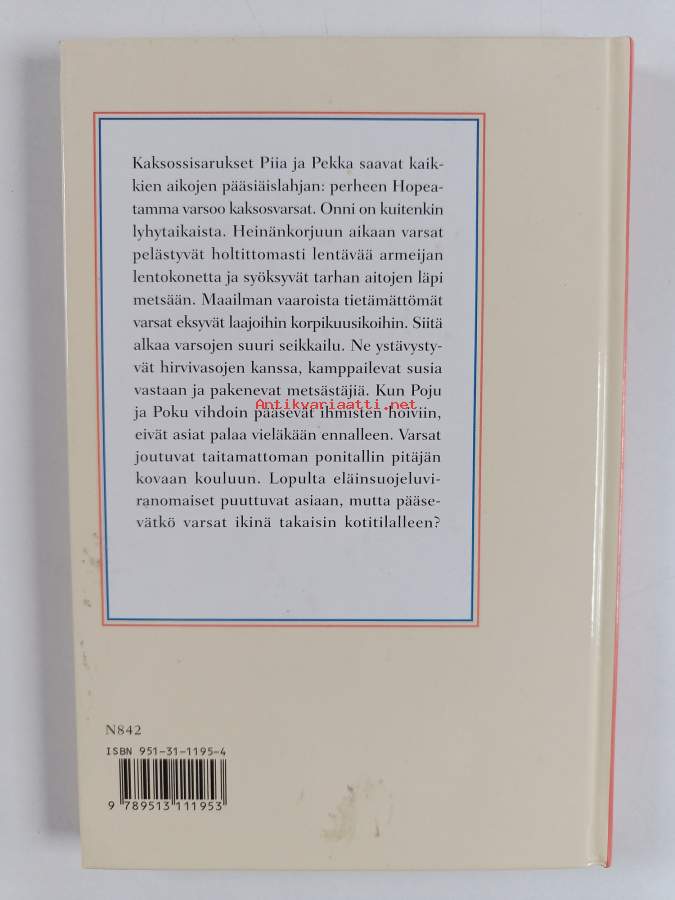 Kaksossisarukset Piia ja Pekka saavat kaik-
kien aikojen pääsiäislahjan: perheen Hopea-
tamma varsoo kaksosvarsat. Onni on kuitenkin
lyhytaikaista. Heinänkorjuun aikaan varsat
pelästyvät holtittomasti lentävää armeijan
lentokonetta ja syöksyvät tarhan aitojen läpi
metsään. Maailman vaaroista tietämättömät
varsat eksyvät laajoihin korpikuusikoihin. Siitä
alkaa varsojen suuri seikkailu. Ne ystävysty-
vät hirvivasojen kanssa, kamppailevat susia
vastaan ja pakenevat metsästäjiä. Kun Poju
Antikvariaatti.net
ja Poku vihdoin pääsevät ihmisten hoiviin,
eivät asiat palaa vieläkään ennalleen. Varsat
joutuvat taitamattoman ponitallin pitäjän
kovaan kouluun. Lopulta eläinsuojeluvi-
ranomaiset puuttuvat asiaan, mutta pääse-
vätkö varsat ikinä takaisin kotitilalleen?
N842
ISBN 951-31-1195-4
9 789513 111953